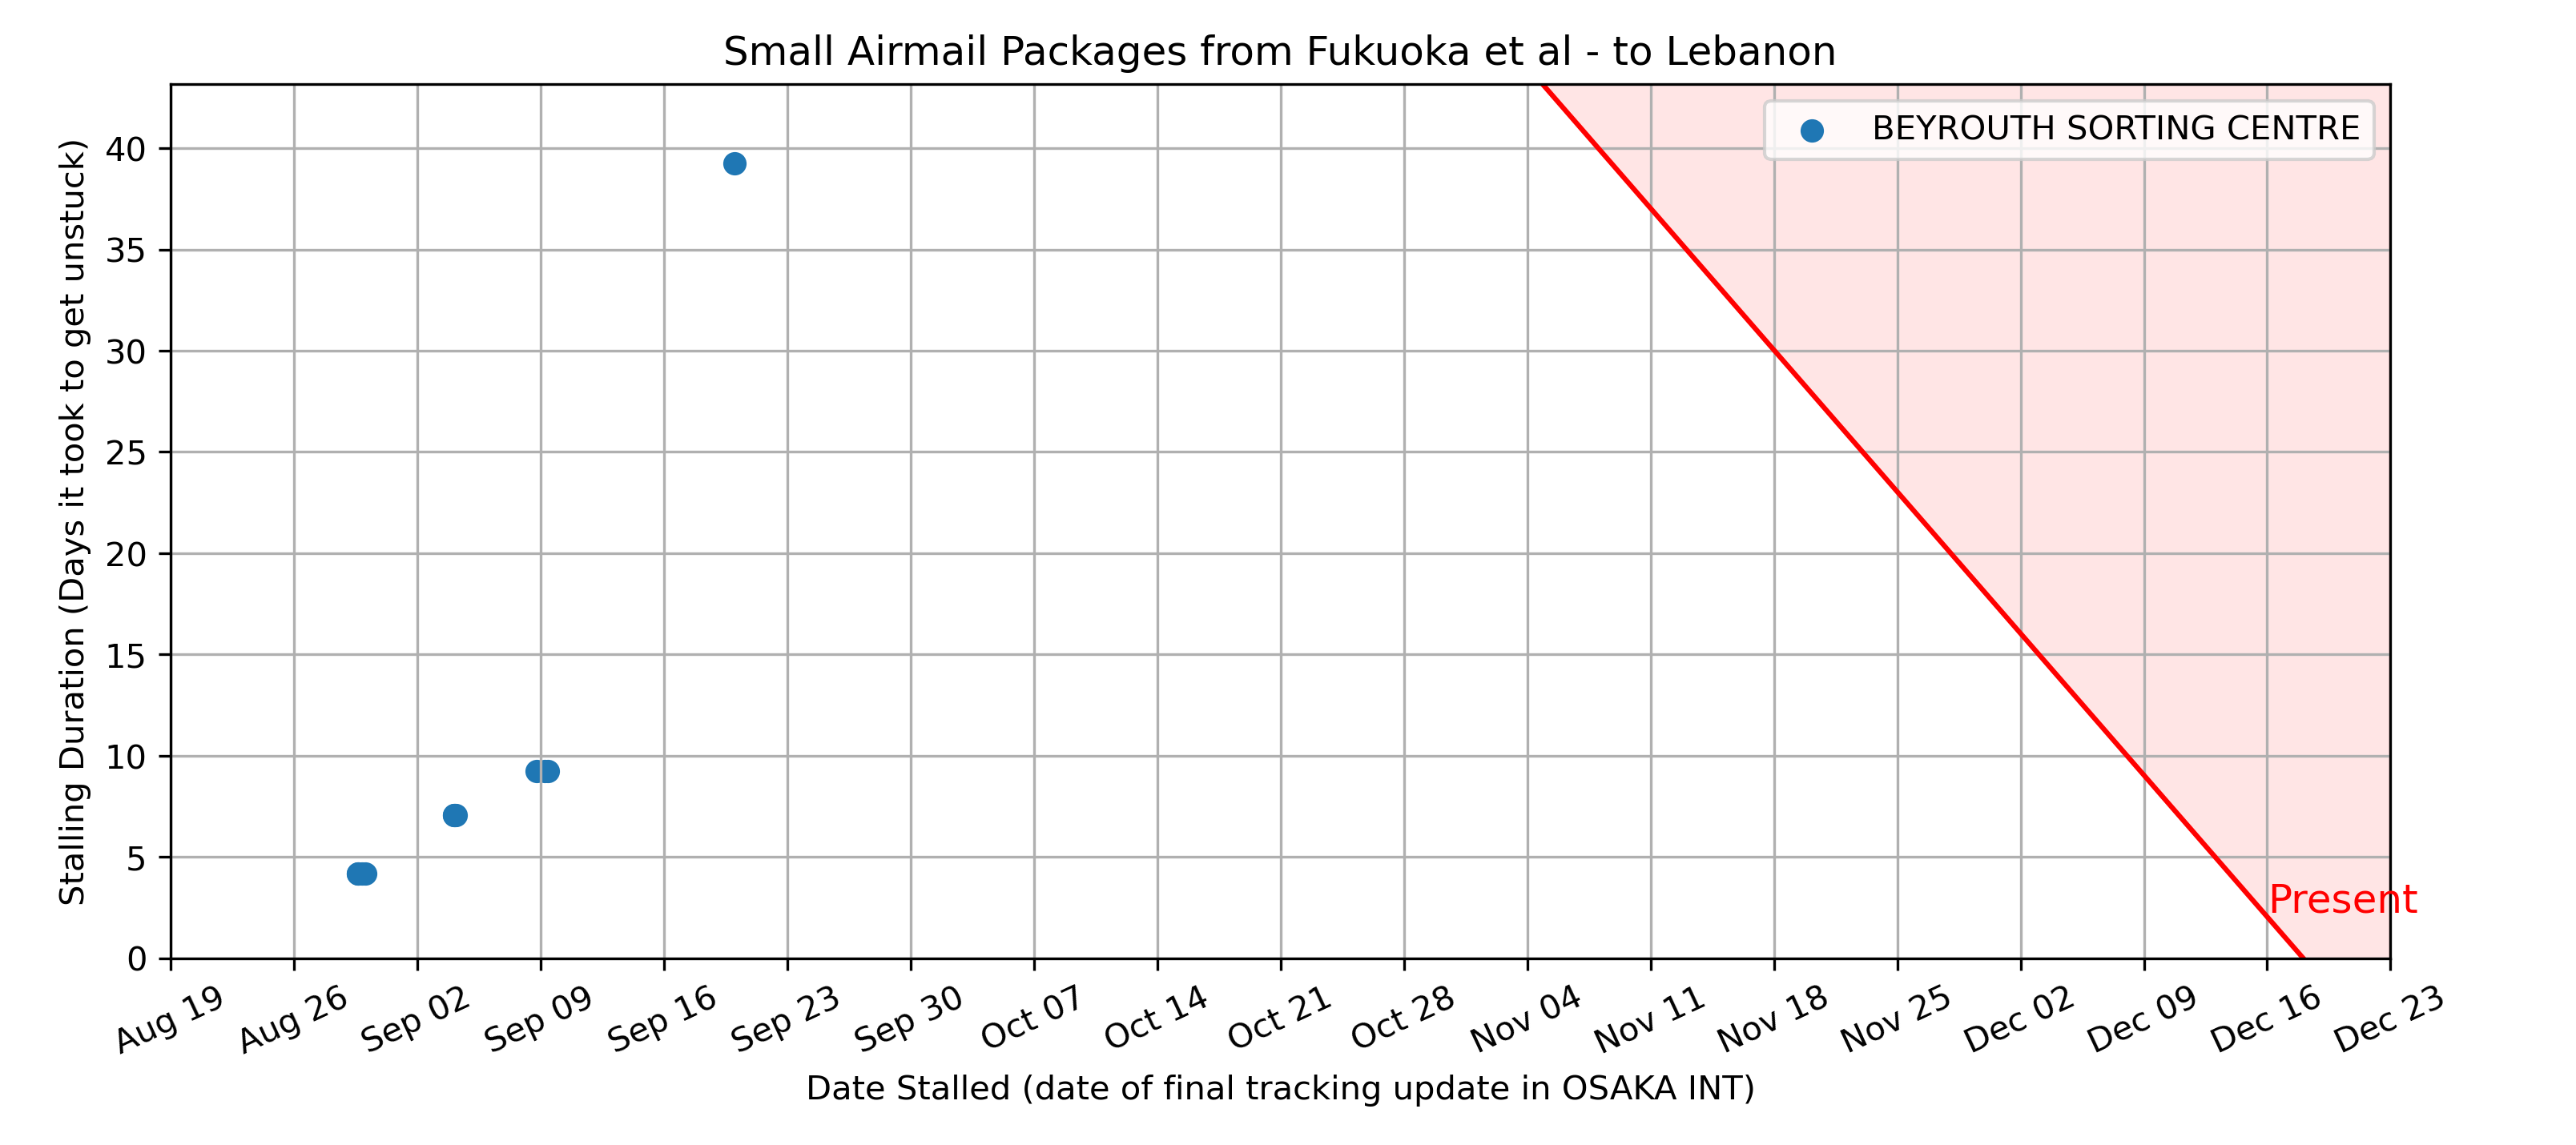 Small Airmail Packages from Fukuoka et al - to Lebanon
BEYROUTH SORTING CENTRE
Stalling Duration (Days it took to get unstuck)
40
35
30
25
20
15
10
5
0
Present
Aug 19
Aug 26
Sep 02
Sep 09
Sep 16
Sep 23
Sep 30
Oct 07
Oct 14
Oct 21
Oct 28
Nov 04
Nov 11
Nov 18
Nov 25
Dec 02
Dec 09
Dec 16
Dec 23
Date Stalled (date of final tracking update in OSAKA INT)